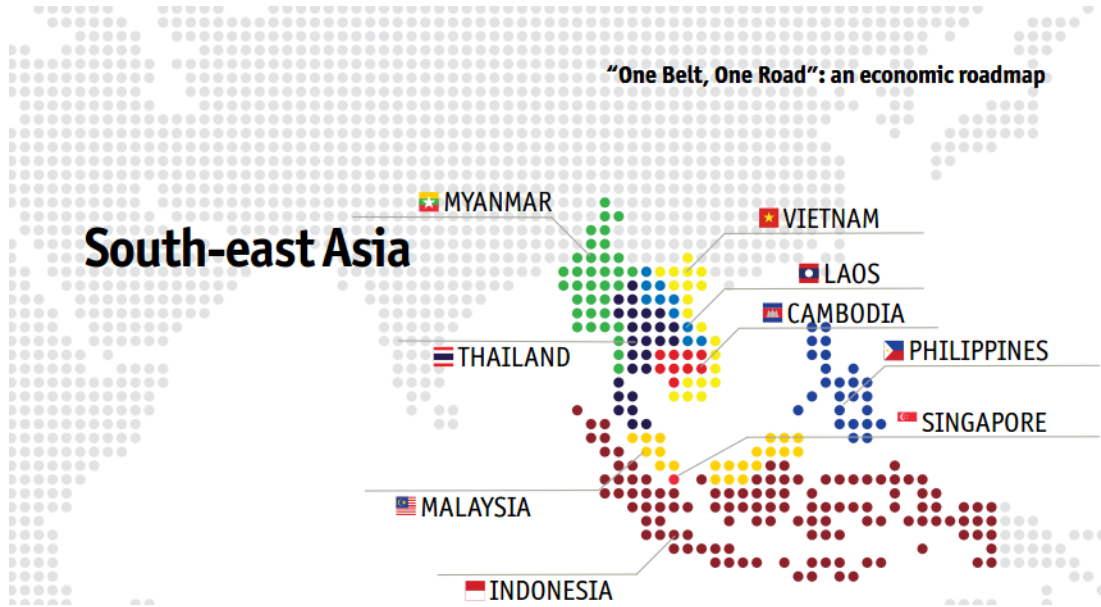 “One Belt, One Road”: an economic roadmap
MYANMAR
VIETNAM
South-east Asia
LAOS
CAMBODIA
THAILAND
PHILIPPINES
SINGAPORE
MALAYSIA
INDONESIA